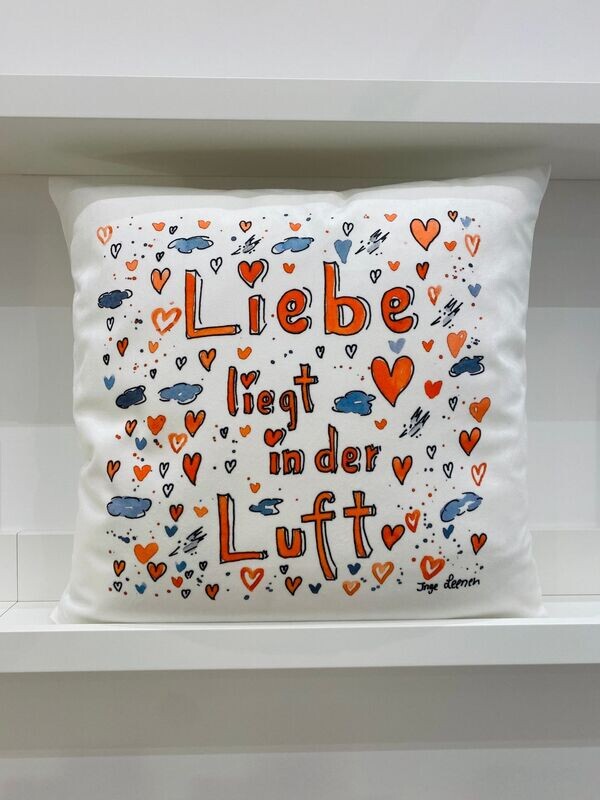 Liebe
liegt
in der
Luft
Inge Leenen